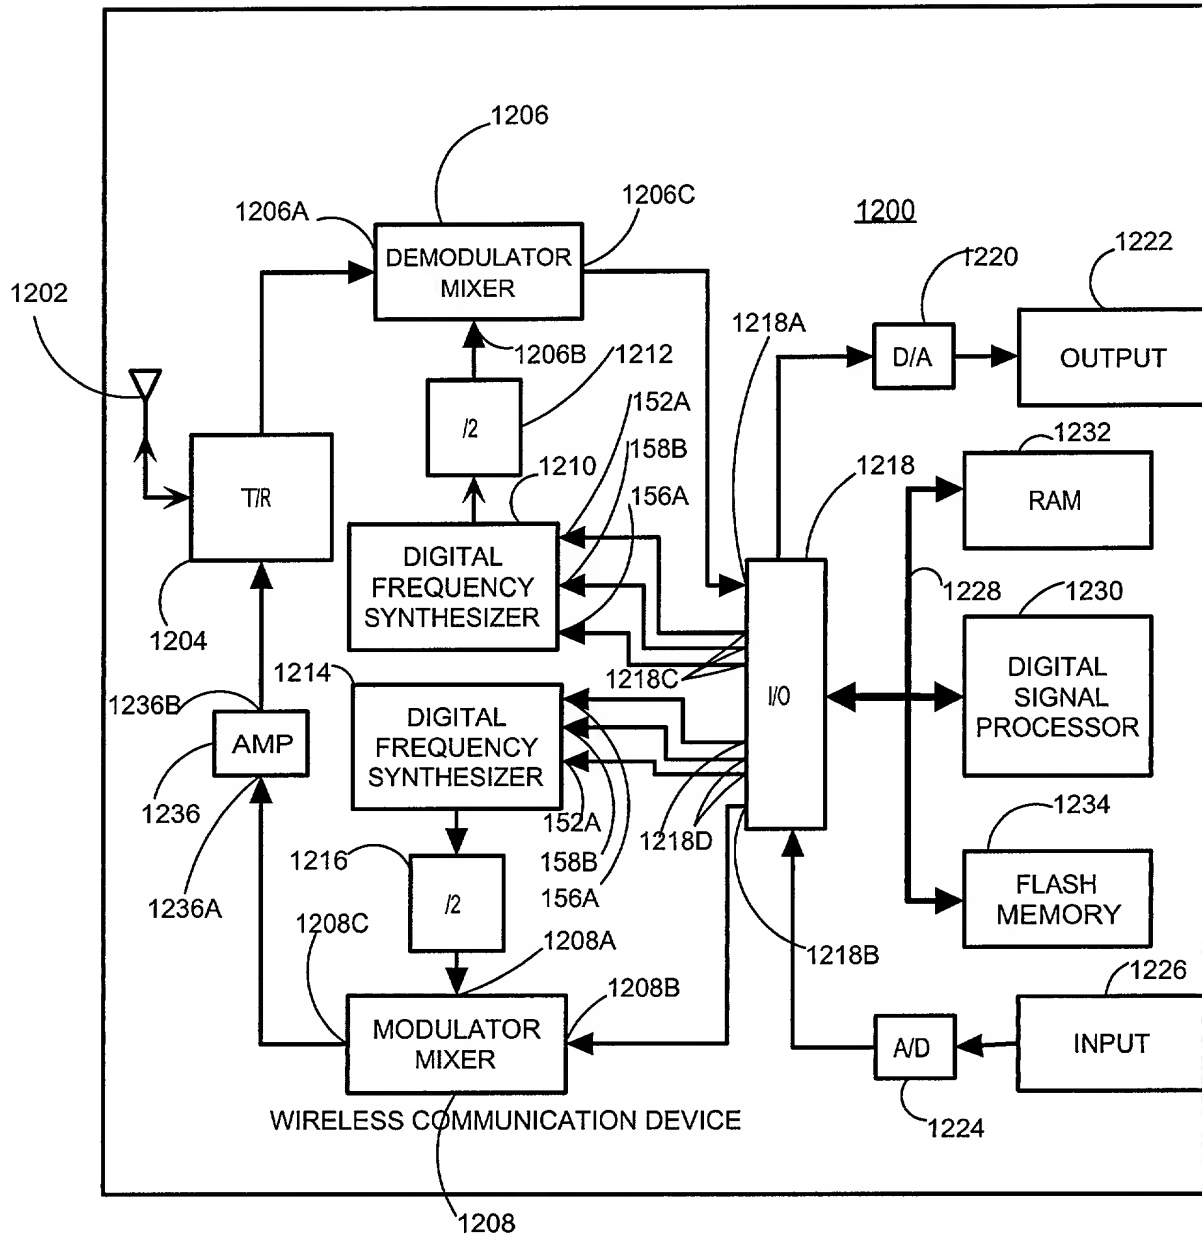 1206
1206A
1206C
1200
1220
1222
DEMODULATOR
MIXER
1202
1218A
D/A
OUTPUT
1206B
1212
152A
/2
158B
1232
1210
1218
156A
RAM
T/R
DIGITAL
FREQUENCY
SYNTHESIZER
1228
1230
1204
1214
1218C
I/O
DIGITAL
SIGNAL
PROCESSOR
1236B
AMP
DIGITAL
FREQUENCY
SYNTHESIZER
1236
152A
1218D
1234
1216
158B
1236A
/2
156A
FLASH
MEMORY
1208C
1208A
1218B
1208B
1226
MODULATOR
MIXER
A/D
INPUT
WIRELESS COMMUNICATION DEVICE
1224
1208